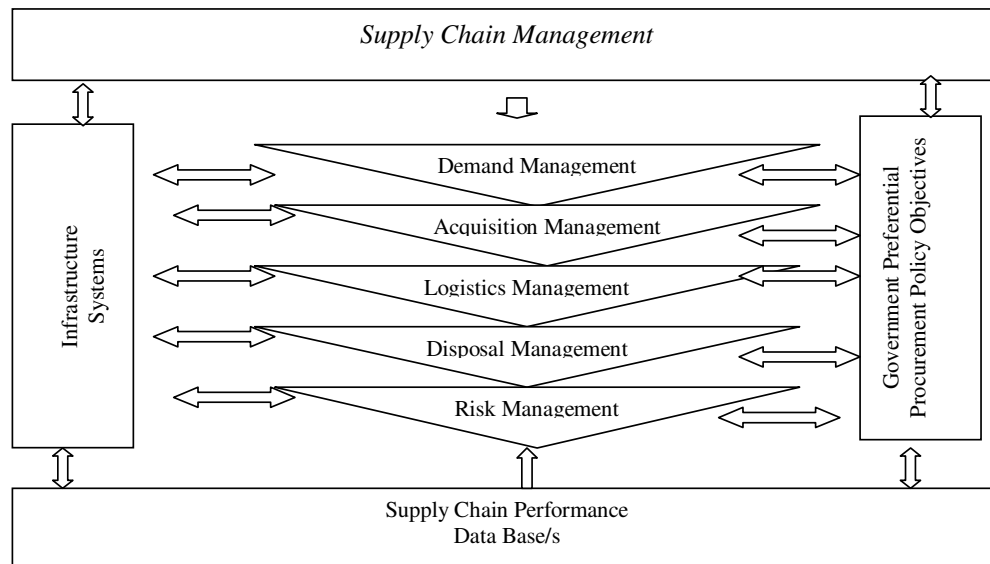 Supply Chain Management
Demand Management
Acquisition Management
Logistics Management
Disposal Management
Risk Management
Infrastructure
Systems
Government Preferential
Procurement Policy Objectives
Supply Chain Performance
Data Base/s